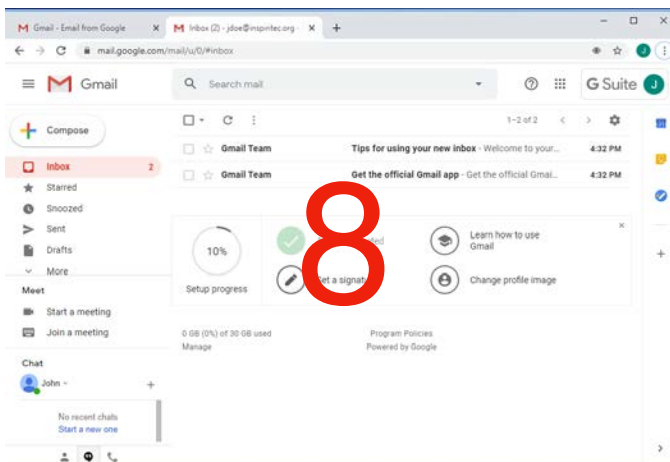 Gmail - Email from Google
Inbox (2) - jdoe@inspiritec.org -
mail.google.com/mail/u/0/#inbox
J
Gmail
Search mail
G Suite
J
Compose
1–2 of 2
Inbox 2
Gmail Team Tips for using your new inbox - Welcome to your... 4:32 PM
Starred
Gmail Team Get the official Gmail app - Get the official Gmai... 4:32 PM
Snoozed
Sent
Drafts
More
8
10%
Setup progress
Learn how to use
Gmail
Set a signature
Change profile image
Meet
Start a meeting
Join a meeting
0 GB (0%) of 30 GB used
Manage
Program Policies
Powered by Google
Chat
John
No recent chats
Start a new one